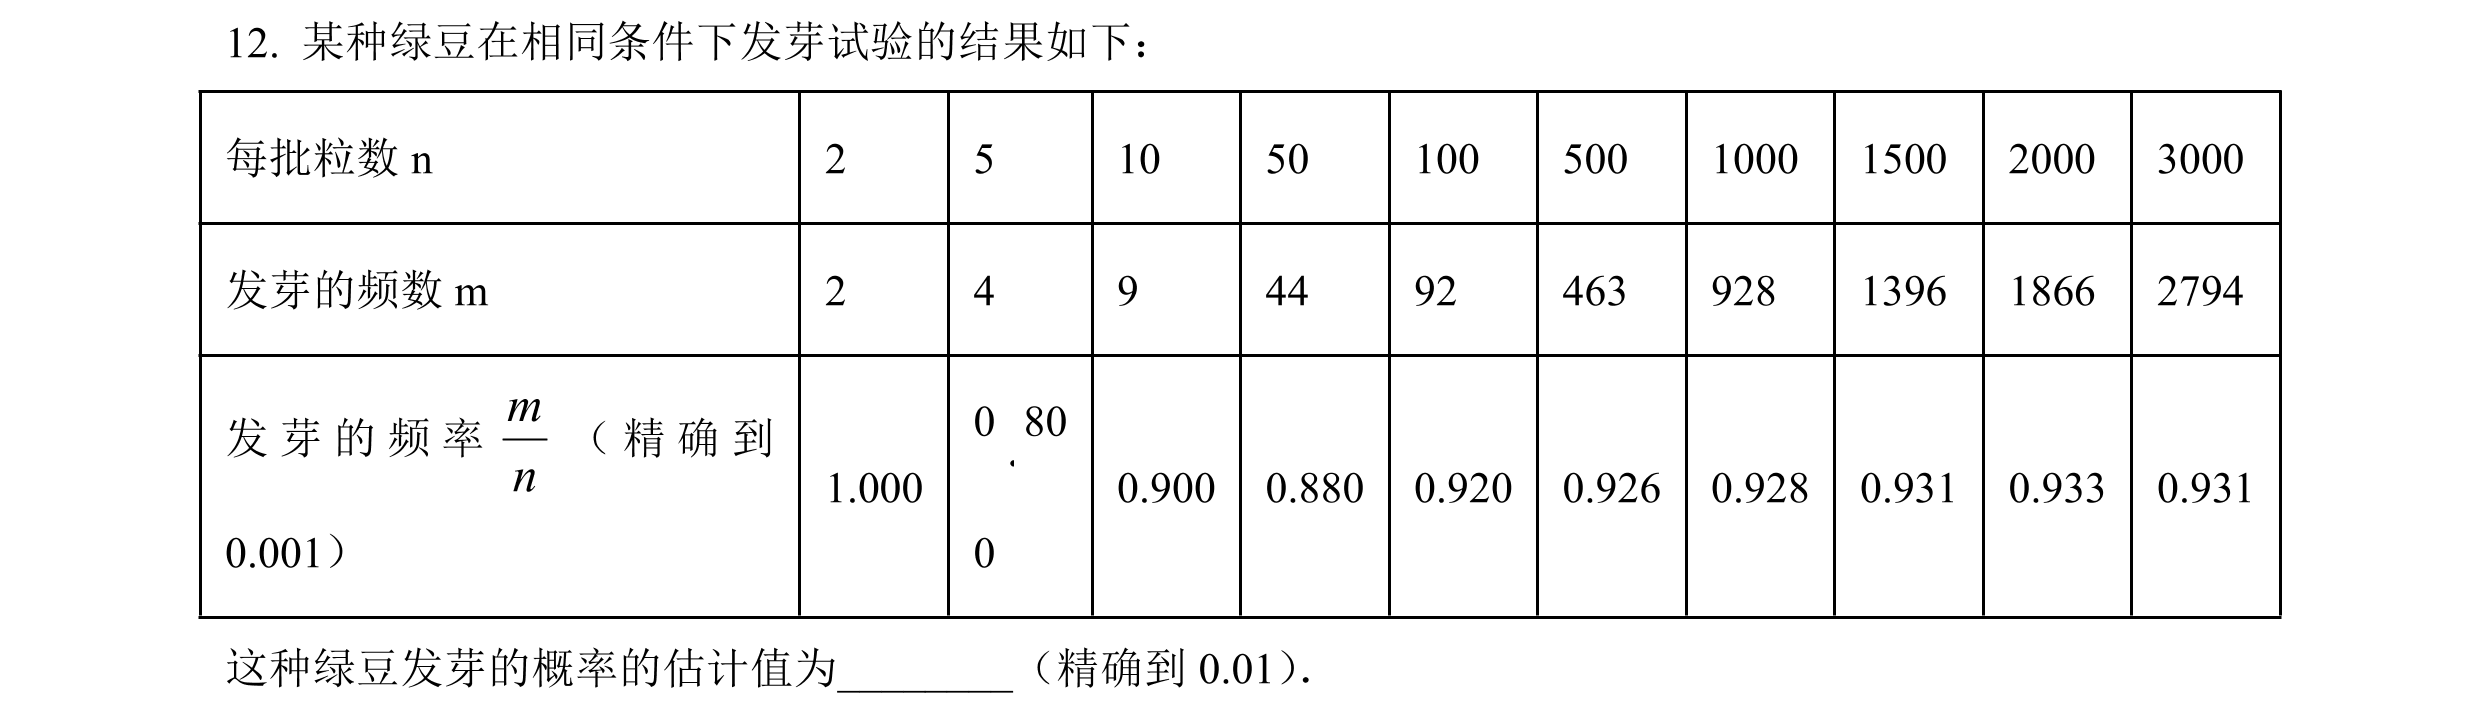 12. 某种绿豆在相同条件下发芽试验的结果如下：
每批粒数 n 2 5 10 50 100 500 1000 1500 2000 3000
发芽的频数 m 2 4 9 44 92 463 928 1396 1866 2794
发芽的频率 m/n （精确到 0.001） 1.000 0.800 0.900 0.880 0.920 0.926 0.928 0.931 0.933 0.931
这种绿豆发芽的概率的估计值为________（精确到 0.01）.